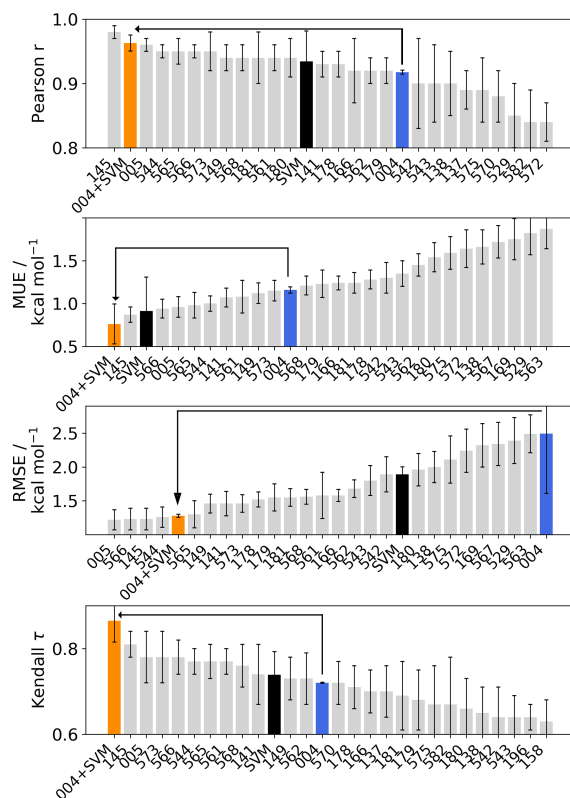 Pearson r
1.0
0.9
0.8
145 004+SVM 005 544 565 566 573 149 568 181 561 180 SVM 141 178 166 562 179 004 542 543 138 137 575 570 529 582 572
MUE /
kcal mol⁻¹
1.5
1.0
0.5
004+SVM 145 SVM 566 005 565 544 141 561 149 573 004 568 179 166 181 178 542 543 562 180 575 572 138 567 169 529 563
RMSE /
kcal mol⁻¹
2.5
2.0
1.5
005 566 145 544 004+SVM 565 149 141 573 178 179 181 568 561 166 562 543 542 SVM 180 138 575 572 169 567 529 563 004
Kendall τ
0.8
0.6
004+SVM 145 005 573 566 544 565 561 568 141 SVM 149 562 004 570 178 166 137 181 179 575 582 180 138 542 543 196 158